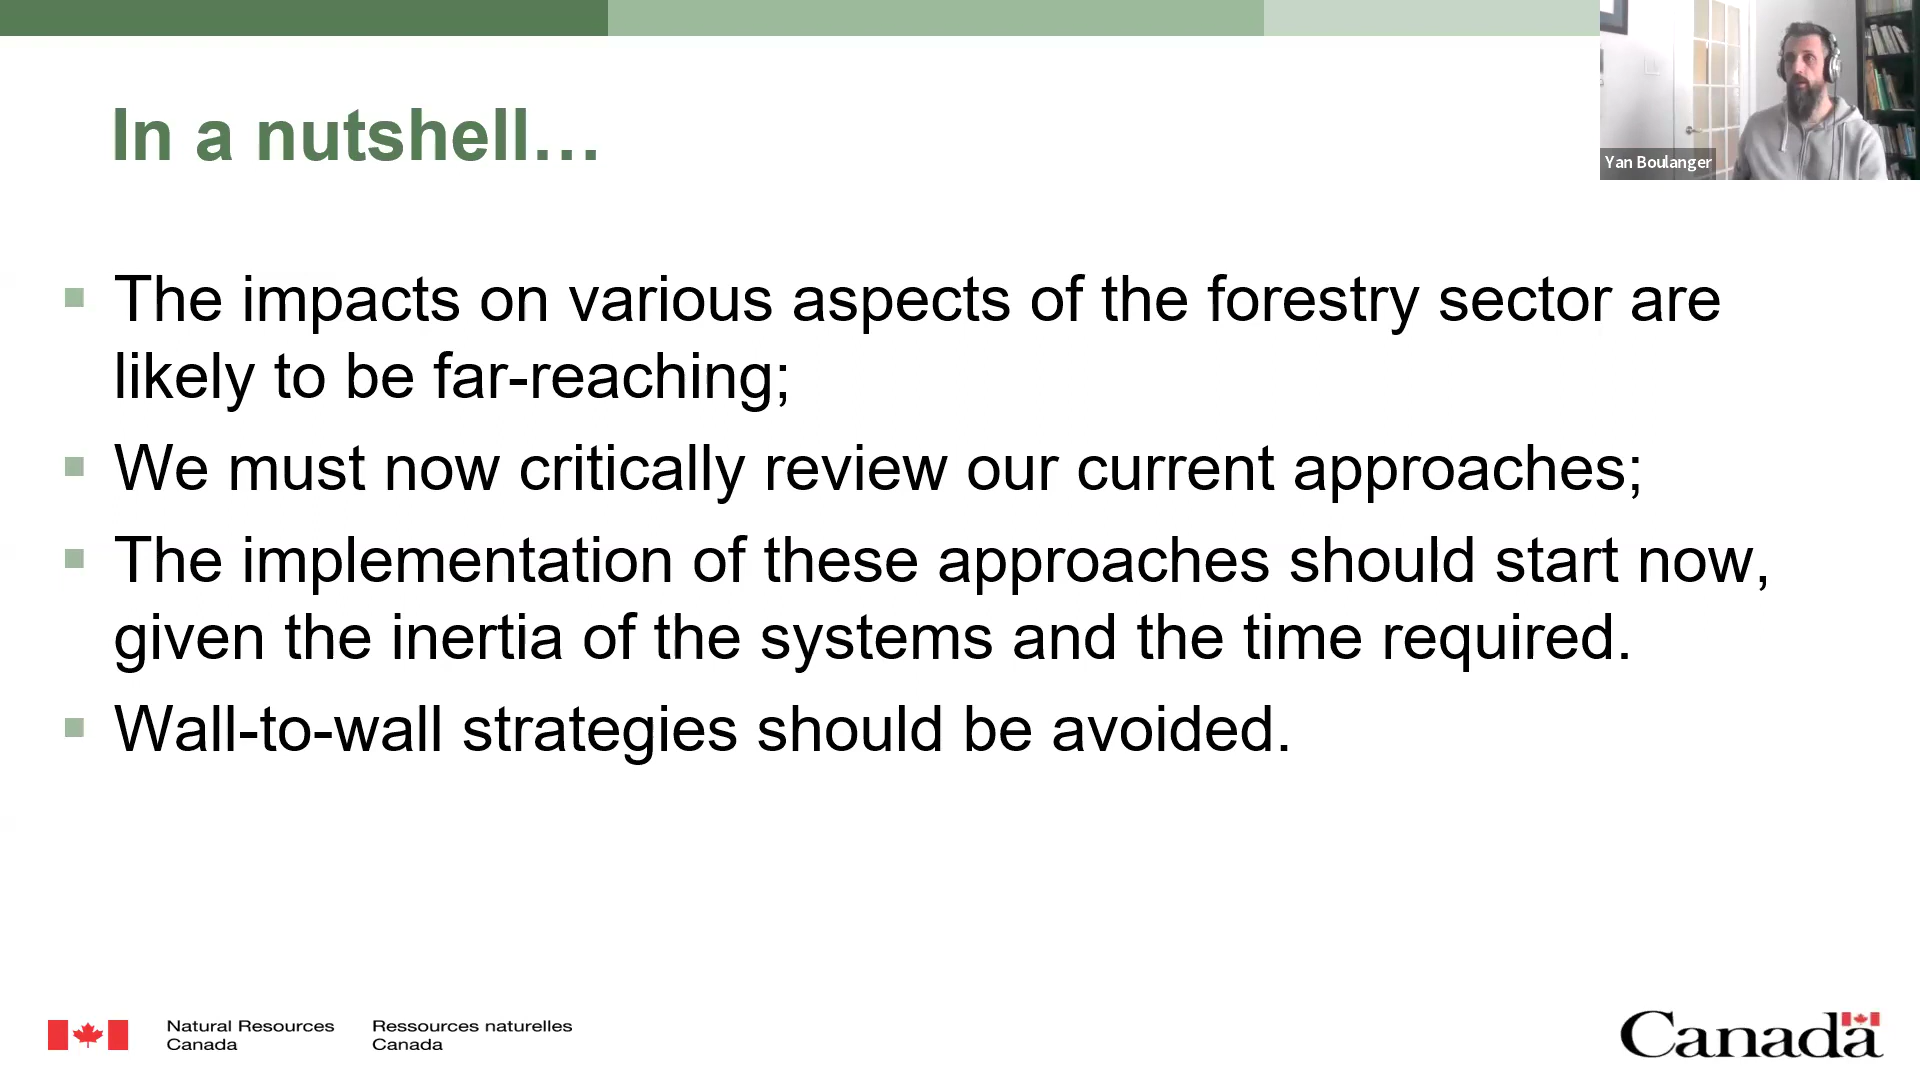 In a nutshell…
Yan Boulanger
The impacts on various aspects of the forestry sector are
likely to be far-reaching;
We must now critically review our current approaches;
The implementation of these approaches should start now,
given the inertia of the systems and the time required.
Wall-to-wall strategies should be avoided.
Natural Resources
Canada
Ressources naturelles
Canada
Canada